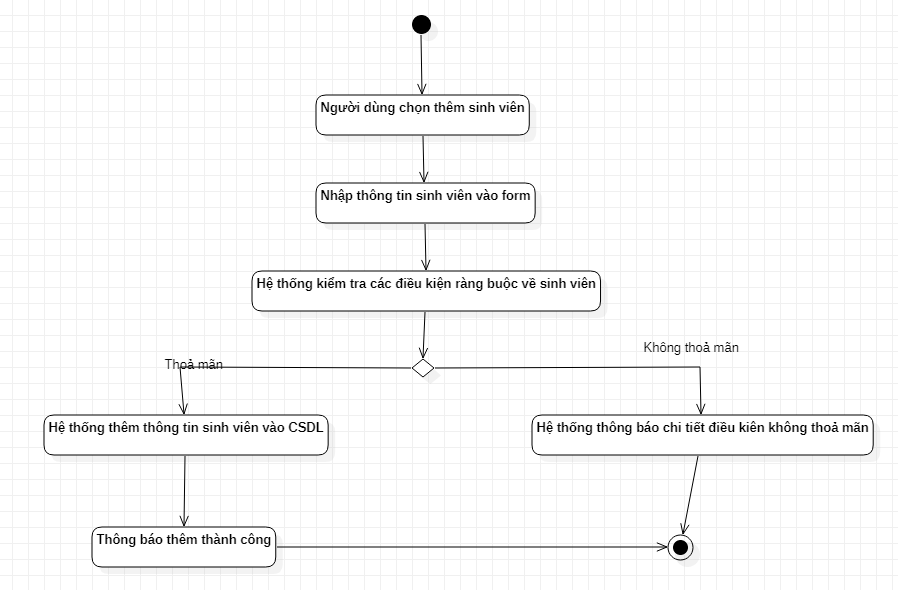 Người dùng chọn thêm sinh viên
Nhập thông tin sinh viên vào form
Hệ thống kiểm tra các điều kiện ràng buộc về sinh viên
Thoả mãn
Không thoả mãn
Hệ thống thêm thông tin sinh viên vào CSDL
Hệ thống thông báo chi tiết điều kiên không thoả mãn
Thông báo thêm thành công